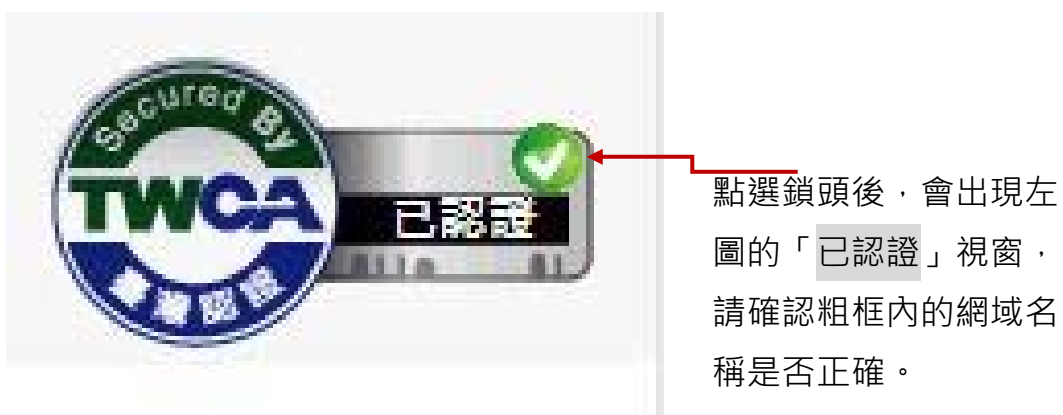 Secured By
TWCA
已認證
點選鎖頭後，會出現左
圖的「已認證」視窗，
請確認粗框內的網域名
稱是否正確。